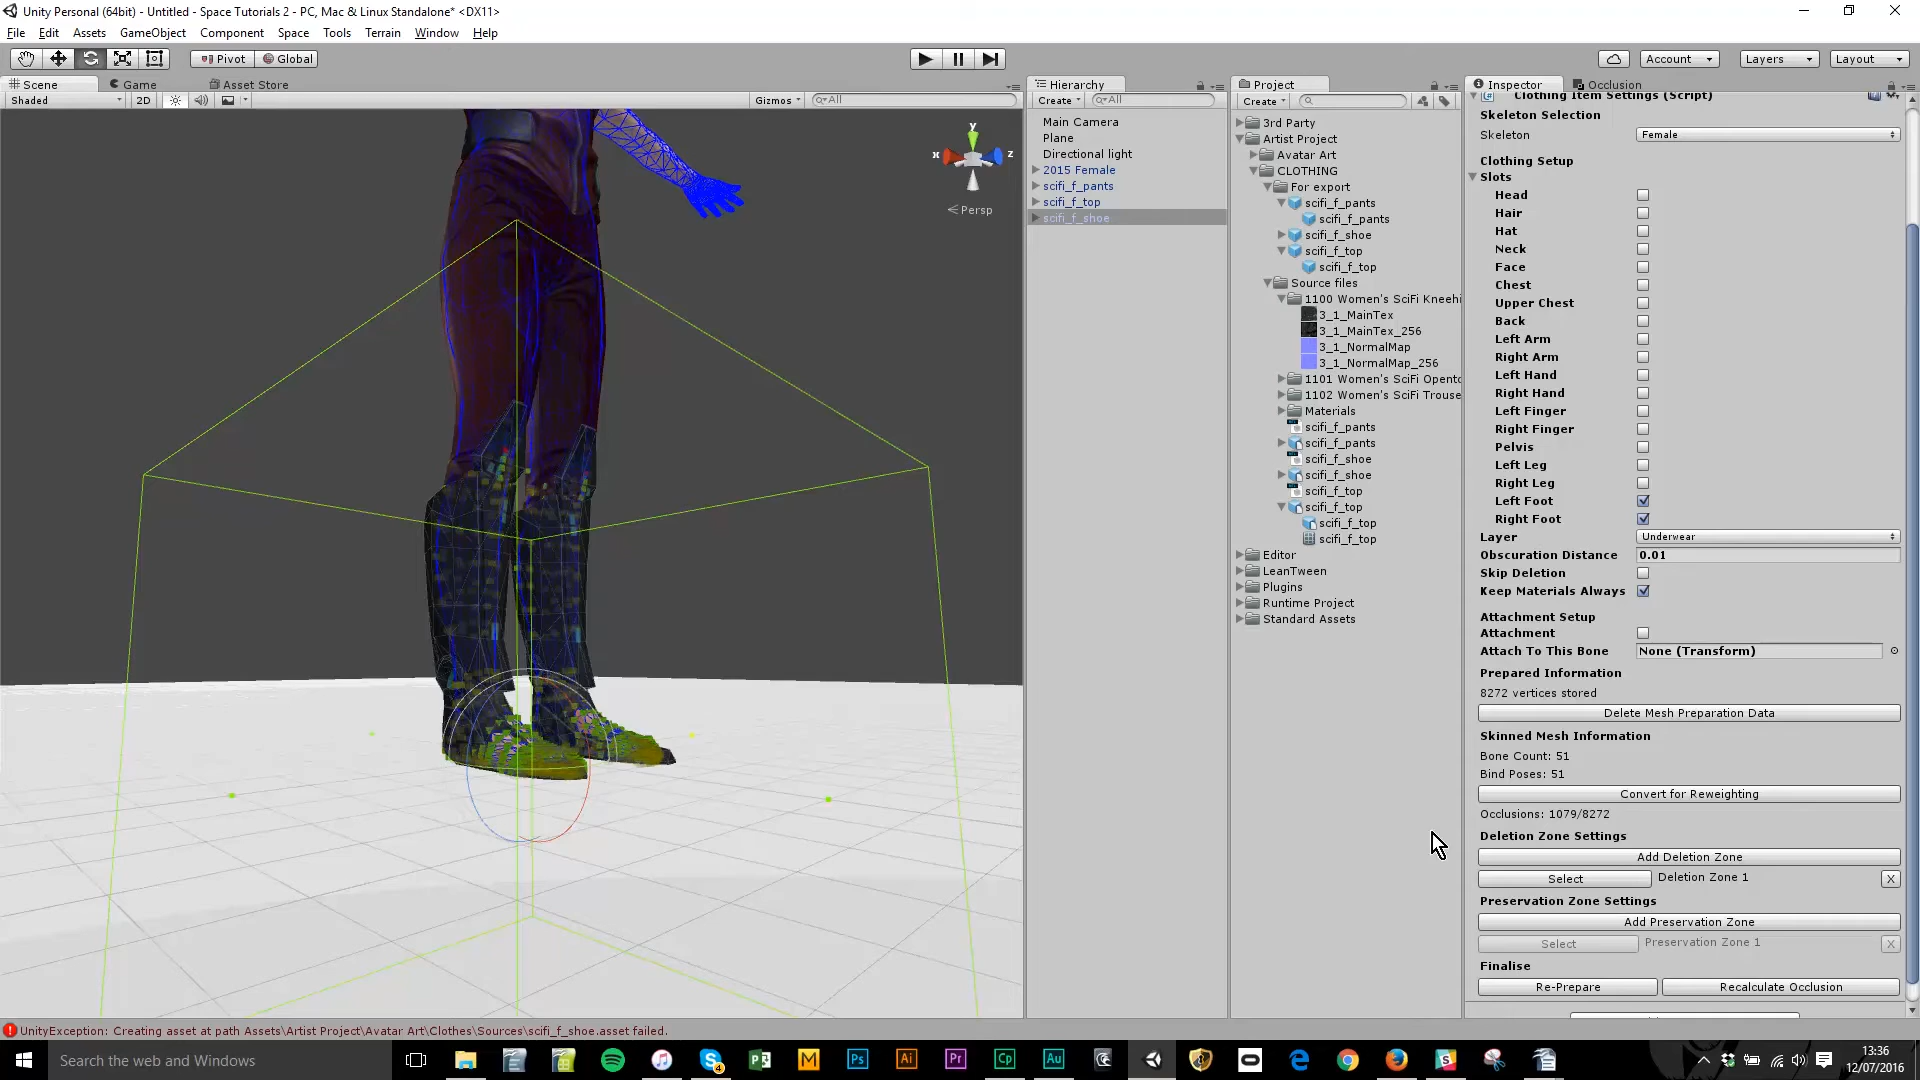 Unity Personal (64bit) - Untitled - Space Tutorials 2 - PC, Mac & Linux Standalone* <DX11>
File Edit Assets GameObject Component Space Tools Terrain Window Help
Pivot Global Account Layers Layout
Scene Game Asset Store
Shaded 2D Gizmos All
y
x
z
Persp
Hierarchy
Create All
Main Camera
Plane
Directional light
2015 Female
scifi_f_pants
scifi_f_top
scifi_f_shoe
Project
Create
3rd Party
Artist Project
Avatar Art
CLOTHING
For export
scifi_f_pants
scifi_f_pants
scifi_f_shoe
scifi_f_top
scifi_f_top
Source files
1100 Women's SciFi Kneehi
3_1_MainTex
3_1_MainTex_256
3_1_NormalMap
3_1_NormalMap_256
1101 Women's SciFi Opento
1102 Women's SciFi Trouse
Materials
scifi_f_pants
scifi_f_pants
scifi_f_shoe
scifi_f_shoe
scifi_f_top
scifi_f_top
scifi_f_top
scifi_f_top
Editor
LeanTween
Plugins
Runtime Project
Standard Assets
Inspector Occlusion
Clothing Item Settings (Script)
Skeleton Selection
Skeleton Female
Clothing Setup
Slots
Head
Hair
Hat
Neck
Face
Chest
Upper Chest
Back
Left Arm
Right Arm
Left Hand
Right Hand
Left Finger
Right Finger
Pelvis
Left Leg
Right Leg
Left Foot
Right Foot
Layer Underwear
Obscuration Distance 0.01
Skip Deletion
Keep Materials Always
Attachment Setup
Attachment
Attach To This Bone None (Transform)
Prepared Information
8272 vertices stored
Delete Mesh Preparation Data
Skinned Mesh Information
Bone Count: 51
Bind Poses: 51
Convert for Reweighting
Occlusions: 1079/8272
Deletion Zone Settings
Add Deletion Zone
Select Deletion Zone 1 X
Preservation Zone Settings
Add Preservation Zone
Select Preservation Zone 1 X
Finalise
Re-Prepare Recalculate Occlusion
UnityException: Creating asset at path Assets\Artist Project\Avatar Art\Clothes\Sources\scifi_f_shoe.asset failed.
Search the web and Windows
4
M
Ps
Ai
Pr
Cp
Au
13:36
12/07/2016